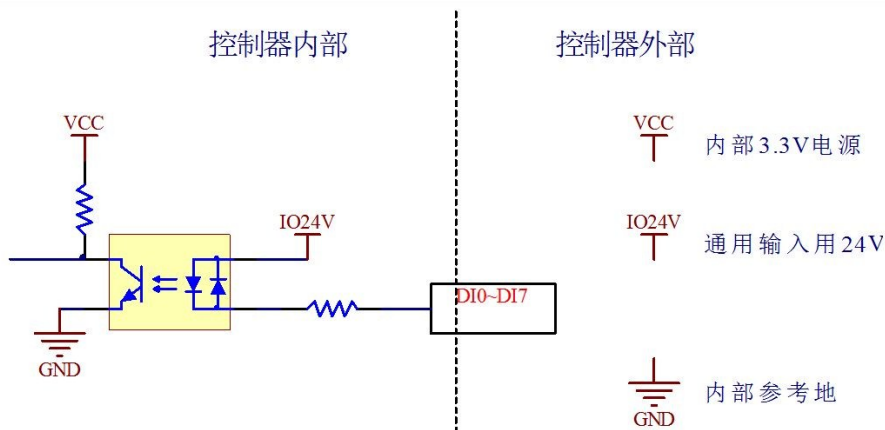 控制器内部
控制器外部
VCC
VCC
内部3.3V电源
IO24V
IO24V
通用输入用24V
DI0~DI7
GND
GND
内部参考地